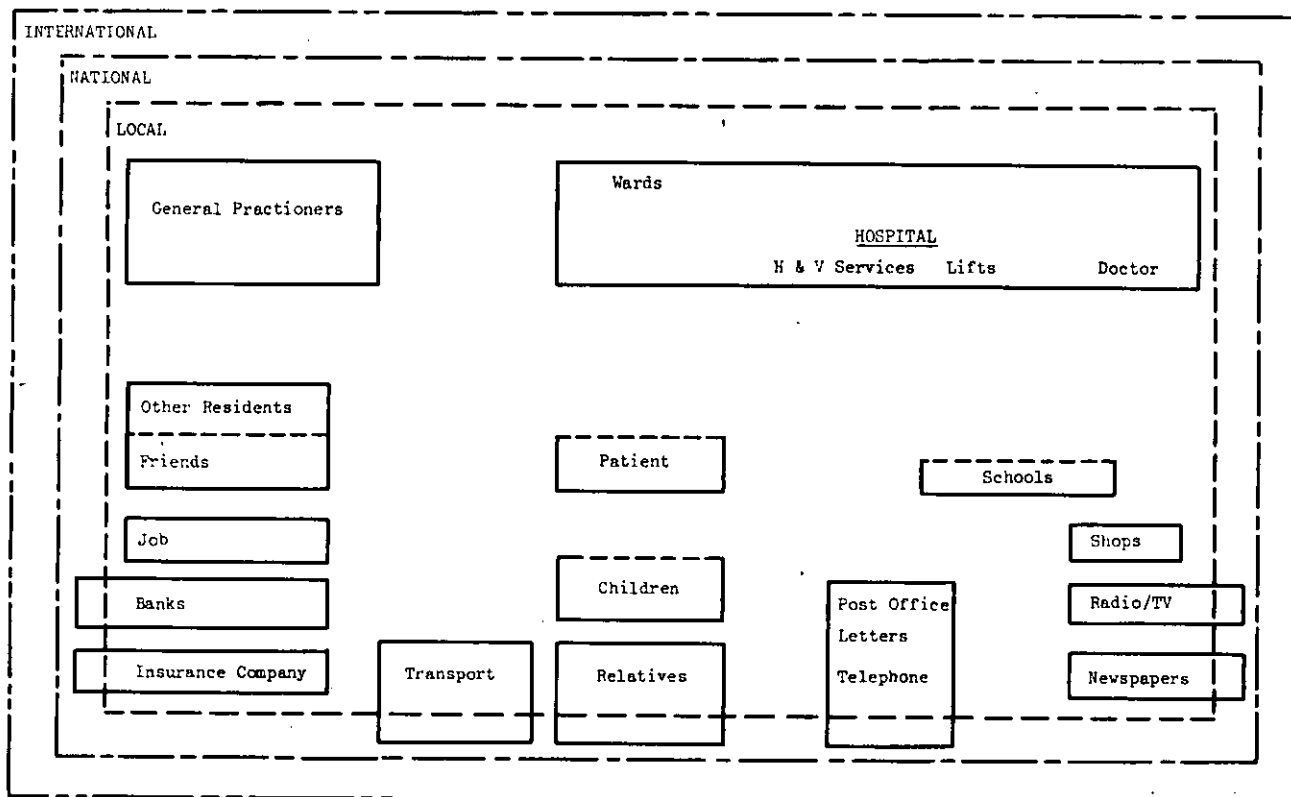 INTERNATIONAL
NATIONAL
LOCAL
General Practioners
Wards
HOSPITAL
H & V Services Lifts Doctor
Other Residents
Friends
Patient
Schools
Job
Shops
Banks
Children
Post Office
Letters
Telephone
Radio/TV
Insurance Company
Transport
Relatives
Newspapers